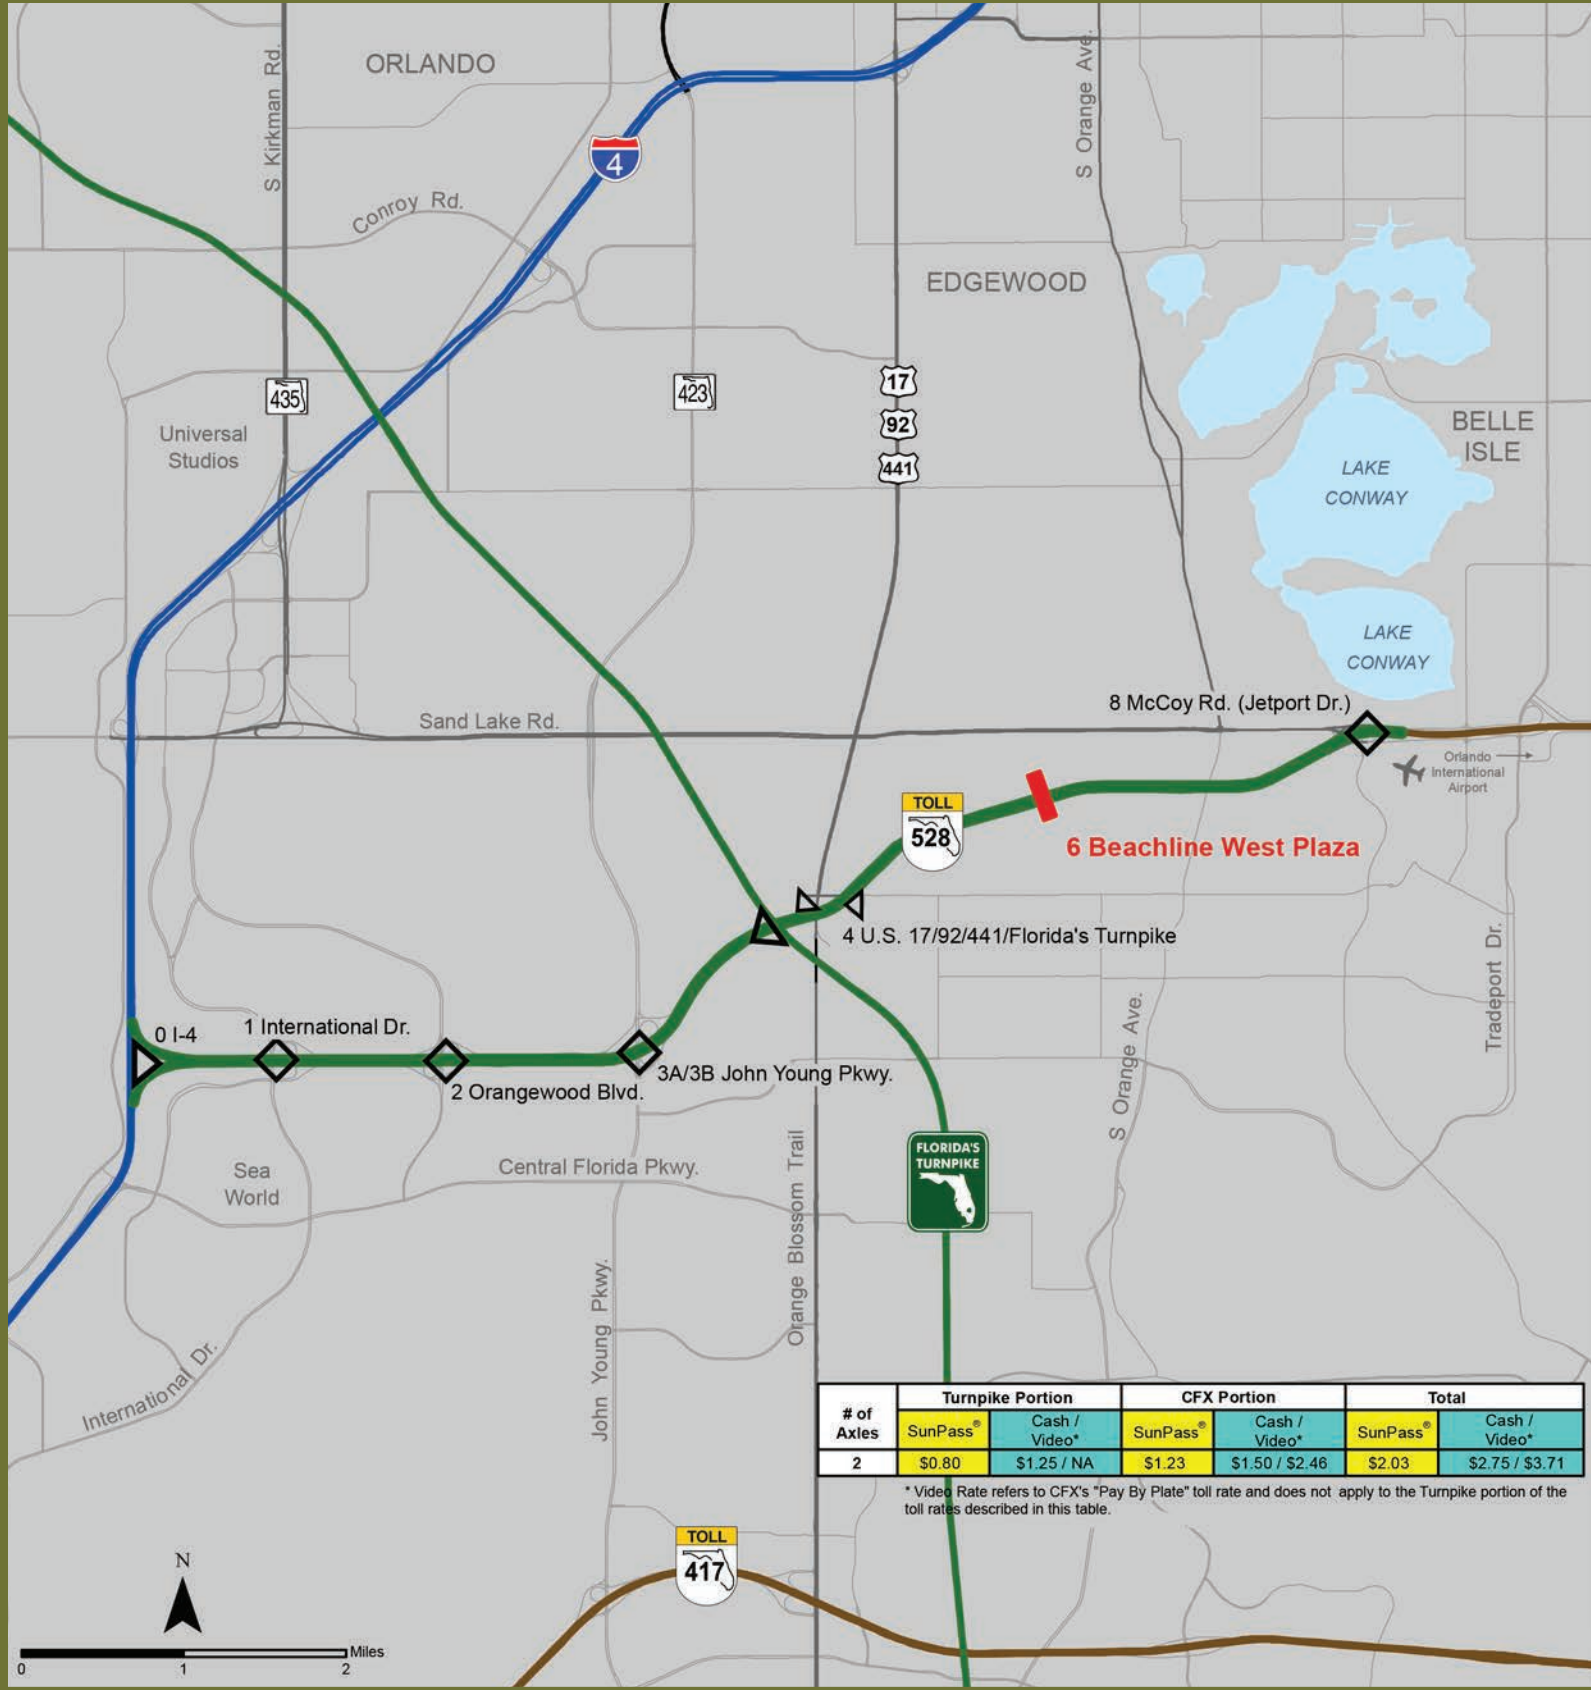 ORLANDO
S Kirkman Rd.
S Orange Ave.
4
Conroy Rd.
EDGEWOOD
435
423
17
92
441
Universal
Studios
BELLE
ISLE
LAKE
CONWAY
LAKE
CONWAY
8 McCoy Rd. (Jetport Dr.)
Sand Lake Rd.
Orlando
International
Airport
TOLL
528
6 Beachline West Plaza
4 U.S. 17/92/441/Florida's Turnpike
Tradeport Dr.
0 I-4
1 International Dr.
2 Orangewood Blvd.
3A/3B John Young Pkwy.
S Orange Ave.
FLORIDA'S
TURNPIKE
Sea
World
Central Florida Pkwy.
Orange Blossom Trail
John Young Pkwy.
International Dr.
# of Axles Turnpike Portion CFX Portion Total
SunPass® Cash / Video* SunPass® Cash / Video* SunPass® Cash / Video*
2 $0.80 $1.25 / NA $1.23 $1.50 / $2.46 $2.03 $2.75 / $3.71
* Video Rate refers to CFX's "Pay By Plate" toll rate and does not apply to the Turnpike portion of the
toll rates described in this table.
TOLL
417
N
Miles
0 1 2